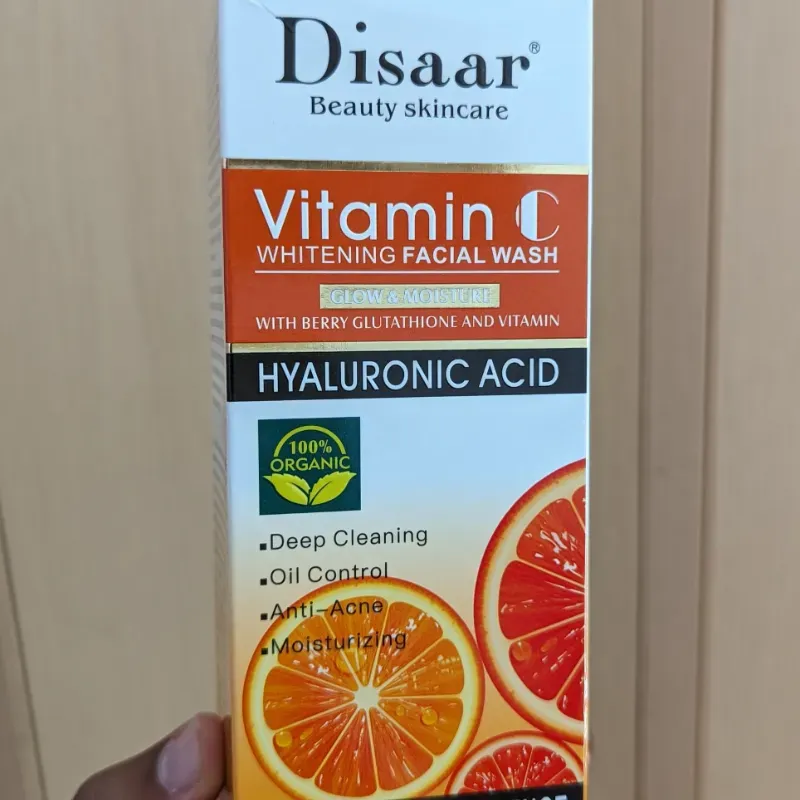 Disaar®
Beauty skincare
Vitamin C
WHITENING FACIAL WASH
GLOW & MOISTURE
WITH BERRY GLUTATHIONE AND VITAMIN
HYALURONIC ACID
100%
ORGANIC
▪Deep Cleaning
▪Oil Control
▪Anti-Acne
▪Moisturizing